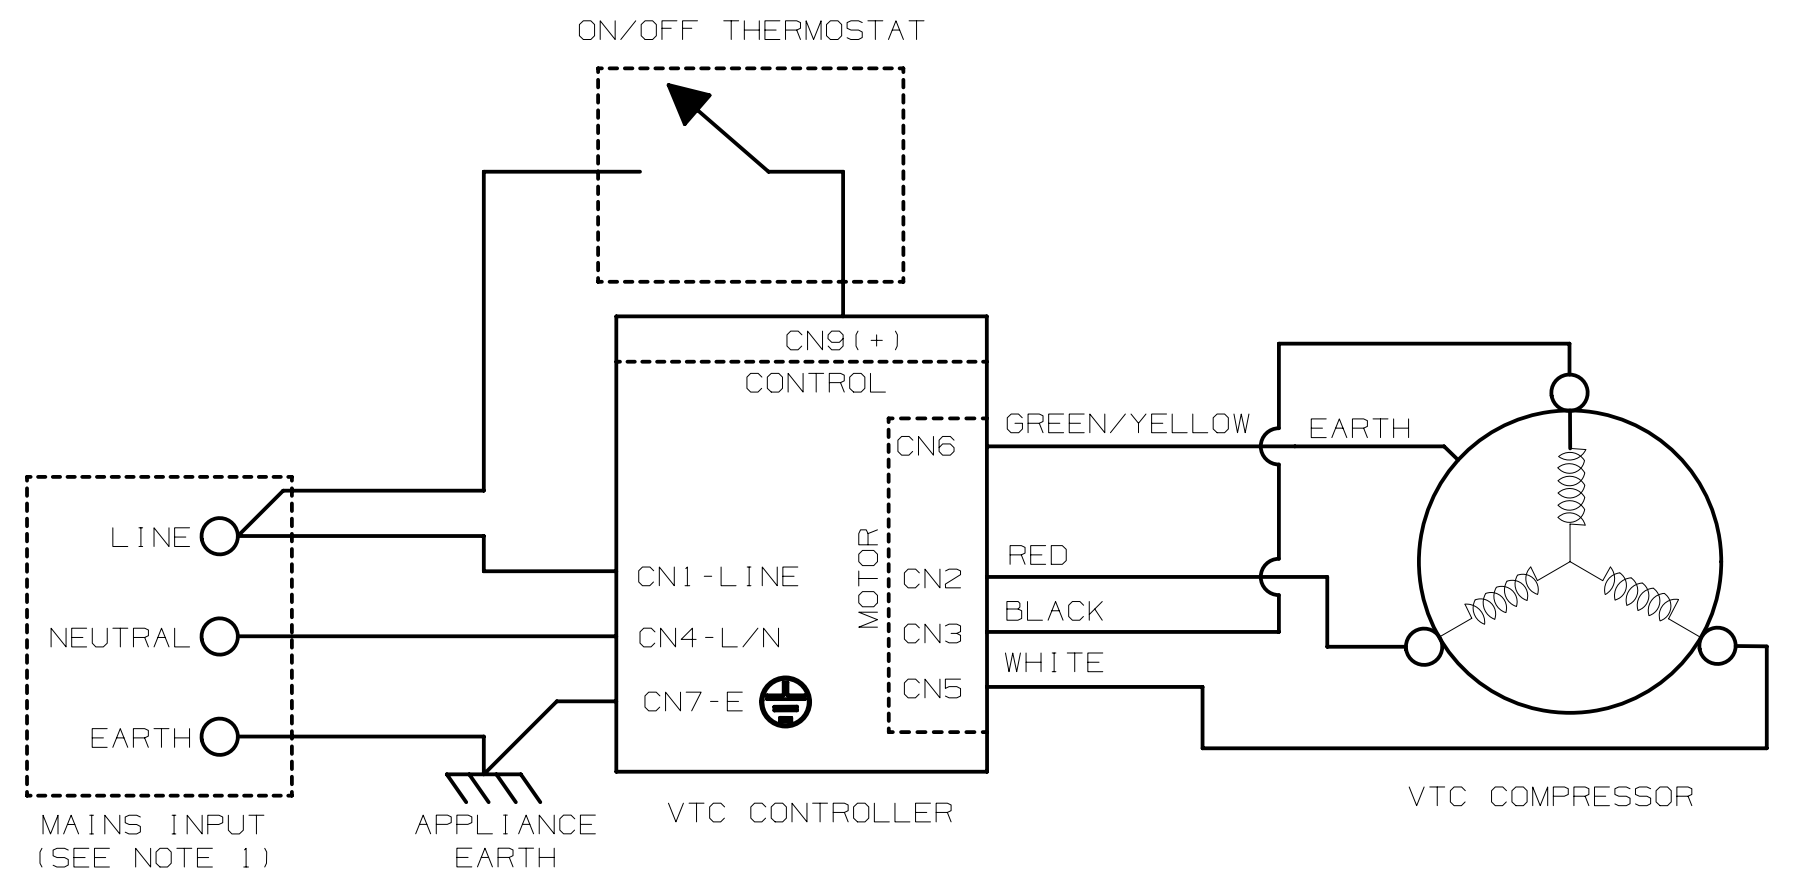 ON/OFF THERMOSTAT
CN9(+)
CONTROL
GREEN/YELLOW
EARTH
CN6
LINE
MOTOR
RED
CN1-LINE
CN2
BLACK
NEUTRAL
CN4-L/N
CN3
WHITE
CN7-E
CN5
EARTH
MAINS INPUT
(SEE NOTE 1)
APPLIANCE
EARTH
VTC CONTROLLER
VTC COMPRESSOR